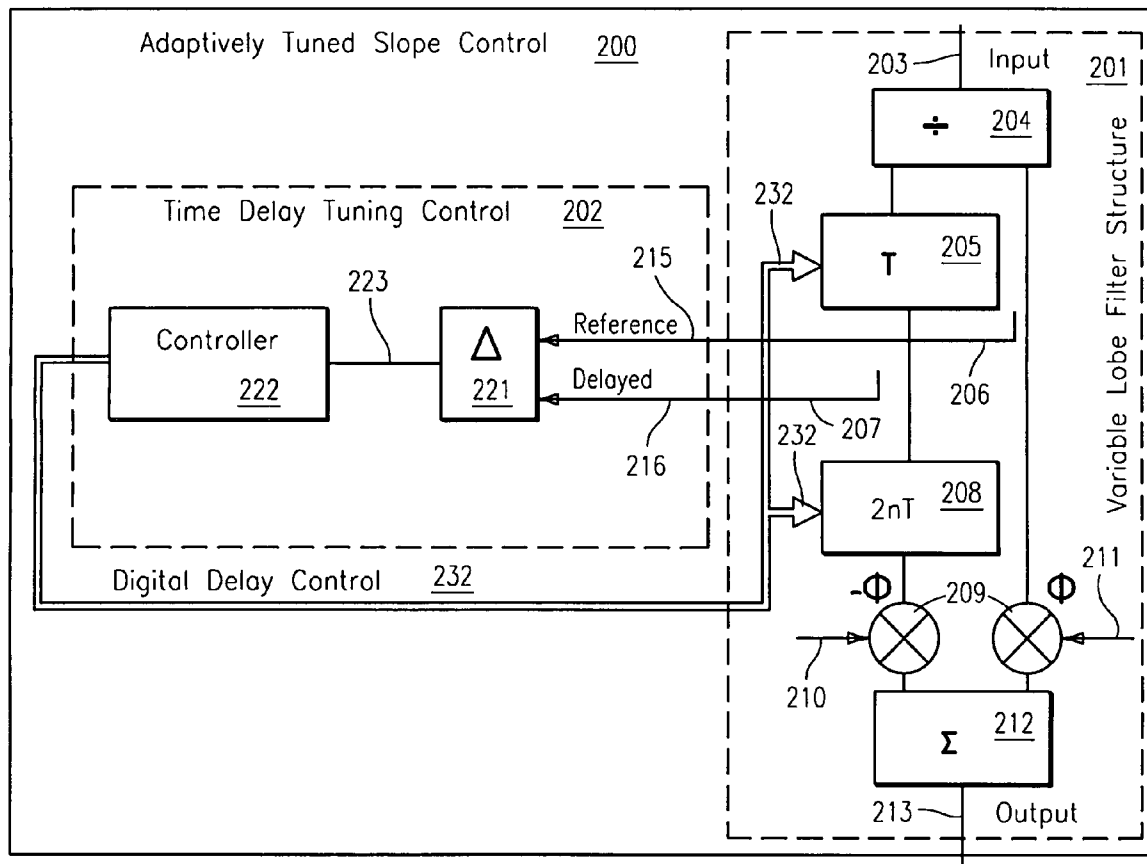 Adaptively Tuned Slope Control 200
203
Input
201
÷ 204
Time Delay Tuning Control 202
232
T 205
215
223
Controller
222
Δ
221
Reference
206
Delayed
207
216
232
2nT 208
Variable Lobe Filter Structure
Digital Delay Control 232
-Φ
209
Φ
211
210
212
Σ
213
Output